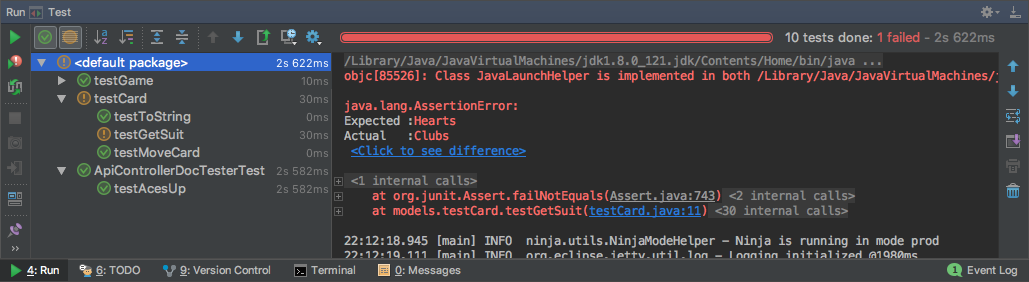 Run Test
10 tests done: 1 failed - 2s 622ms
<default package> 2s 622ms
testGame 10ms
testCard 30ms
testToString 0ms
testGetSuit 30ms
testMoveCard 0ms
ApiControllerDocTesterTest 2s 582ms
testAcesUp 2s 582ms
/Library/Java/JavaVirtualMachines/jdk1.8.0_121.jdk/Contents/Home/bin/java ...
objc[85526]: Class JavaLaunchHelper is implemented in both /Library/Java/JavaVirtualMachines/j
java.lang.AssertionError:
Expected :Hearts
Actual :Clubs
<Click to see difference>
<1 internal calls>
at org.junit.Assert.failNotEquals(Assert.java:743) <2 internal calls>
at models.testCard.testGetSuit(testCard.java:11) <30 internal calls>
22:12:18.945 [main] INFO ninja.utils.NinjaModeHelper - Ninja is running in mode prod
22:12:19.111 [main] INFO org.eclipse.jetty.util.log - Logging initialized @1980ms
4: Run 6: TODO 9: Version Control Terminal 0: Messages 1 Event Log